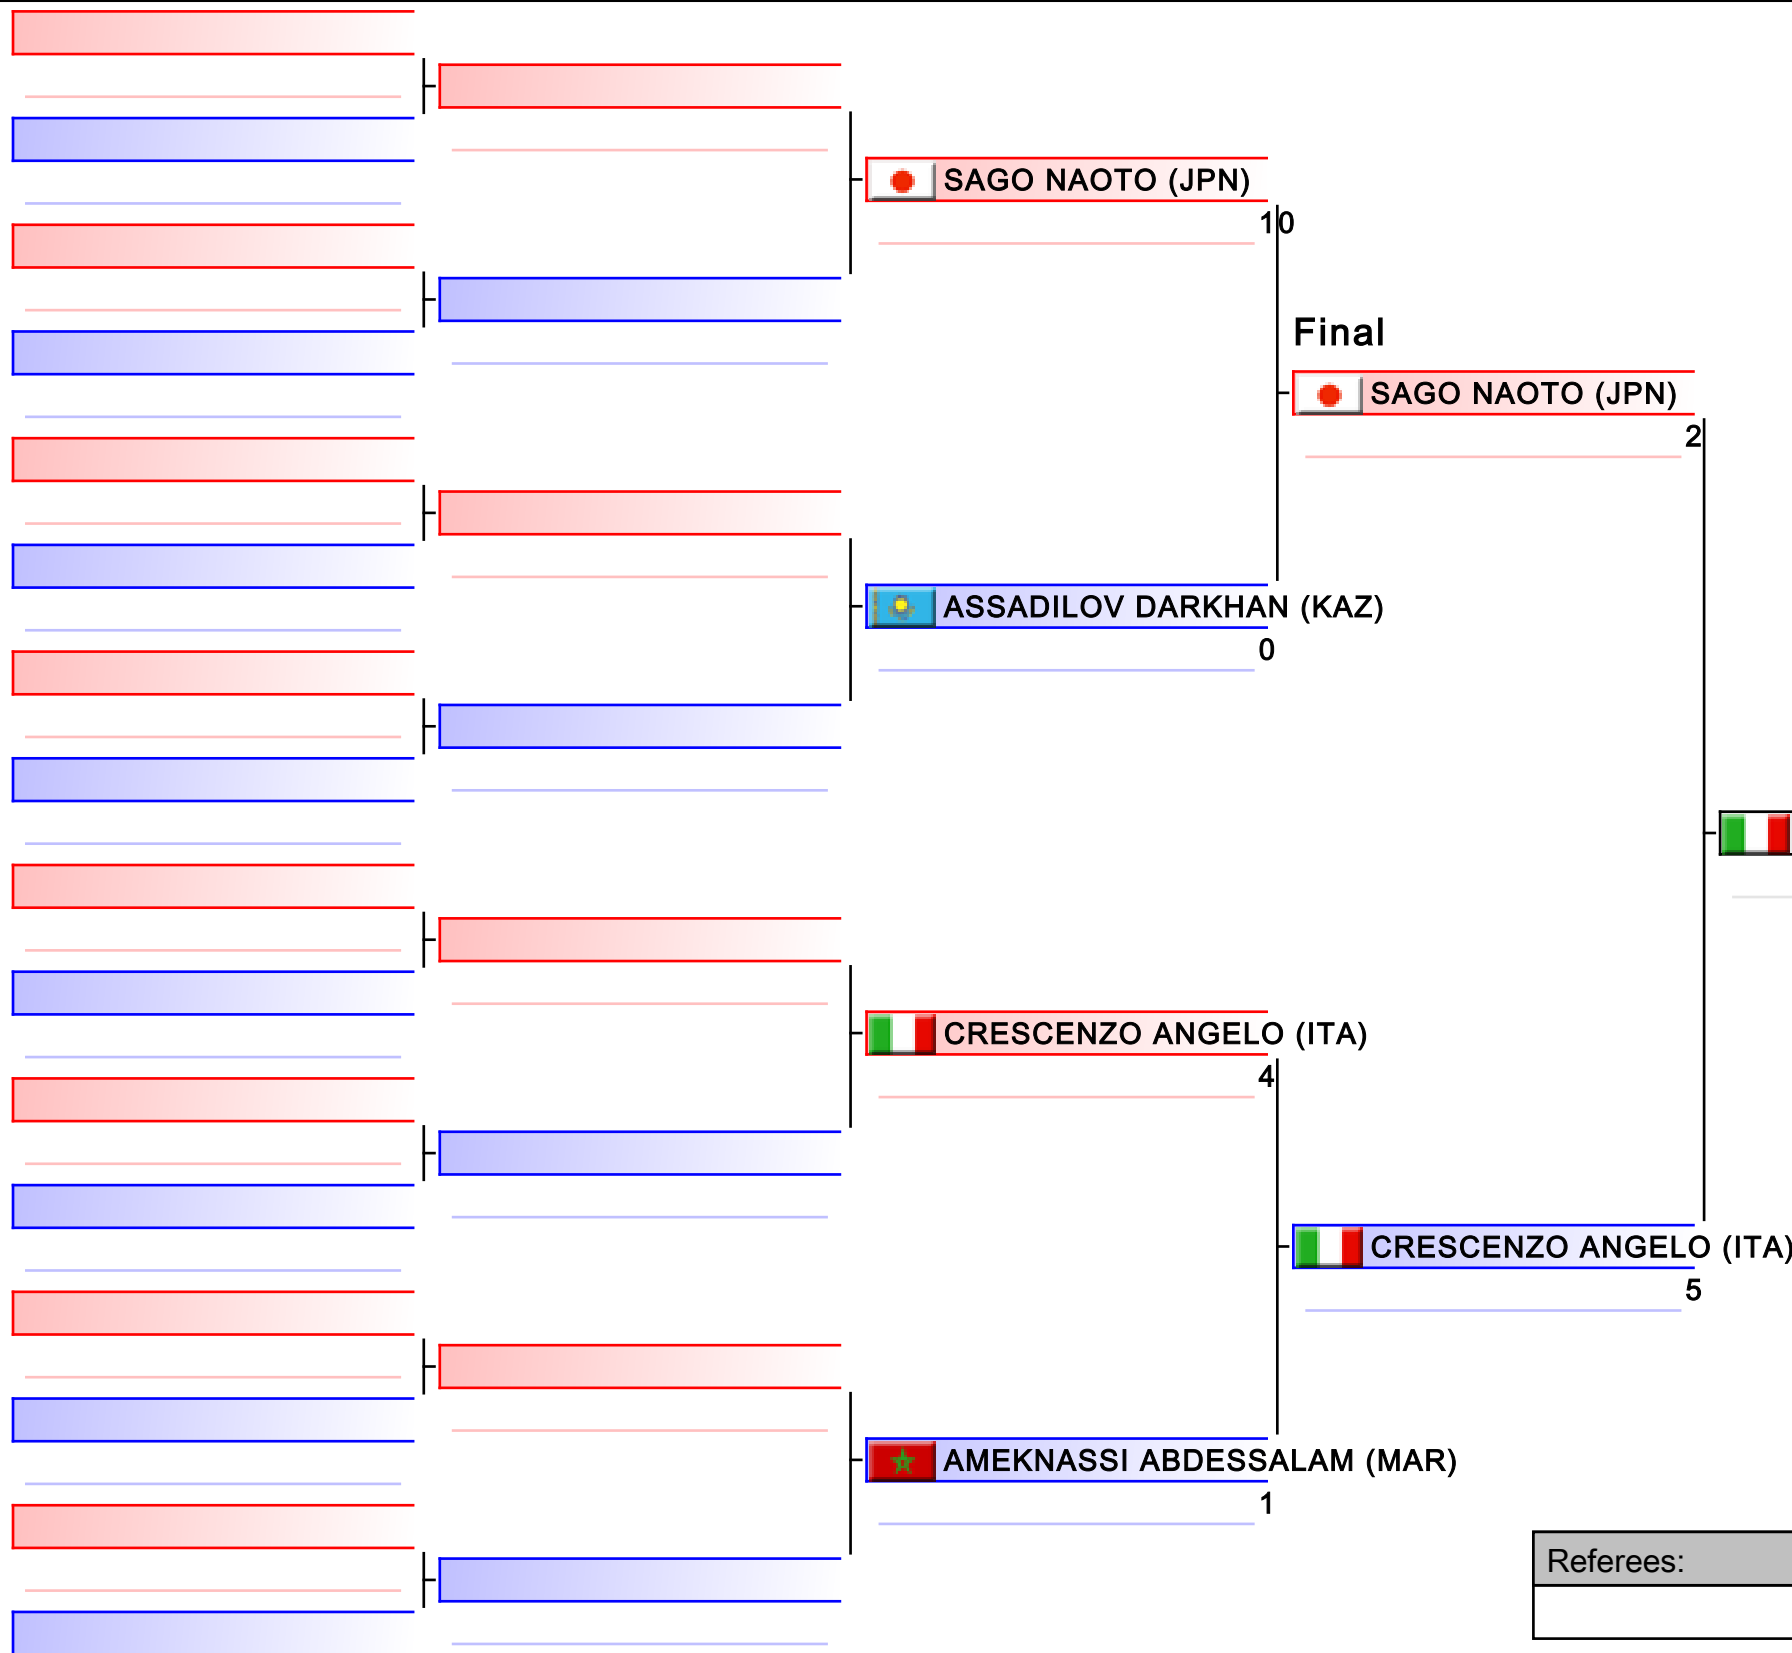 SAGO NAOTO (JPN)
10
Final
SAGO NAOTO (JPN)
2
ASSADILOV DARKHAN (KAZ)
0
CRESCENZO ANGELO (ITA)
4
CRESCENZO ANGELO (ITA)
5
AMEKNASSI ABDESSALAM (MAR)
1
Referees: